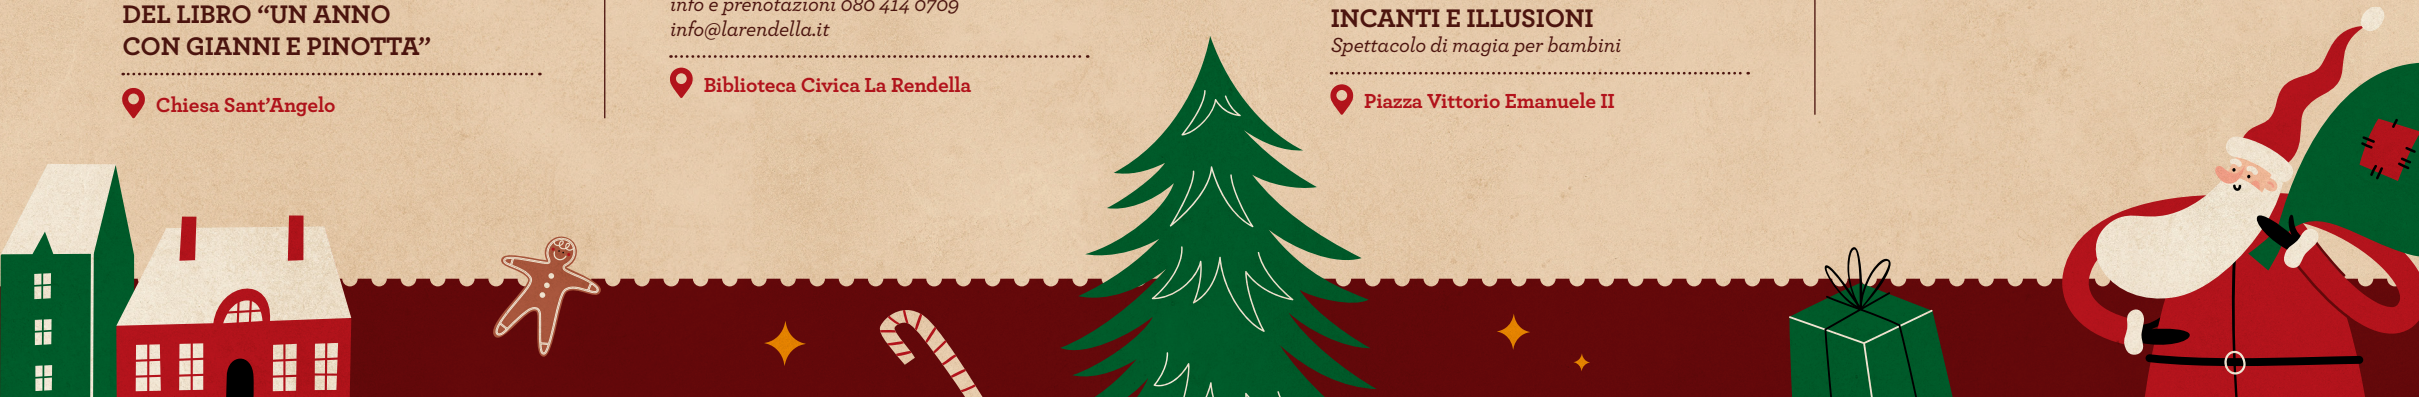 DEL LIBRO “UN ANNO
CON GIANNI E PINOTTA”
Chiesa Sant’Angelo
info e prenotazioni 080 414 0709
info@larendella.it
Biblioteca Civica La Rendella
INCANTI E ILLUSIONI
Spettacolo di magia per bambini
Piazza Vittorio Emanuele II